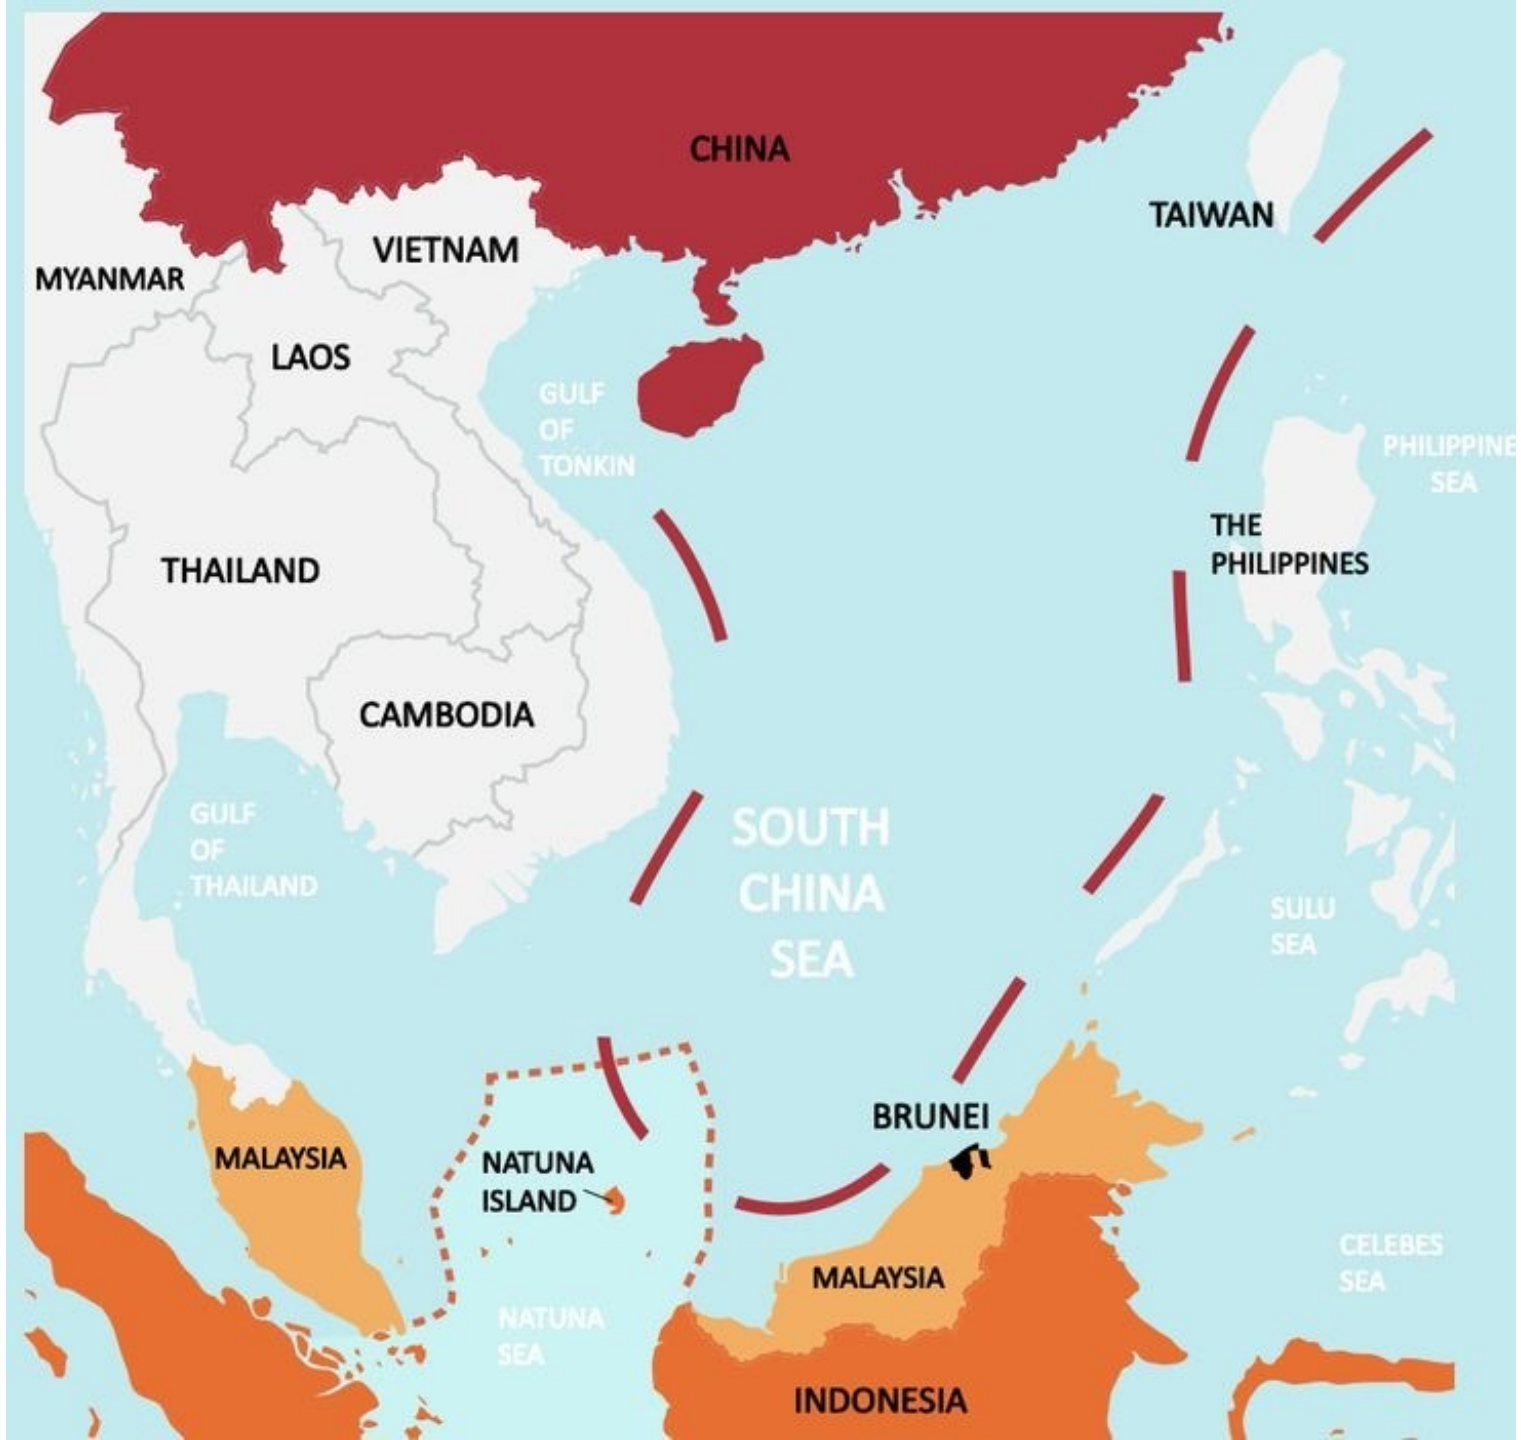 CHINA
TAIWAN
VIETNAM
MYANMAR
LAOS
GULF
OF
TONKIN
PHILIPPINE
SEA
THE
PHILIPPINES
THAILAND
CAMBODIA
GULF
OF
THAILAND
SOUTH
CHINA
SEA
SULU
SEA
BRUNEI
MALAYSIA
NATUNA
ISLAND
CELEBES
SEA
MALAYSIA
NATUNA
SEA
INDONESIA